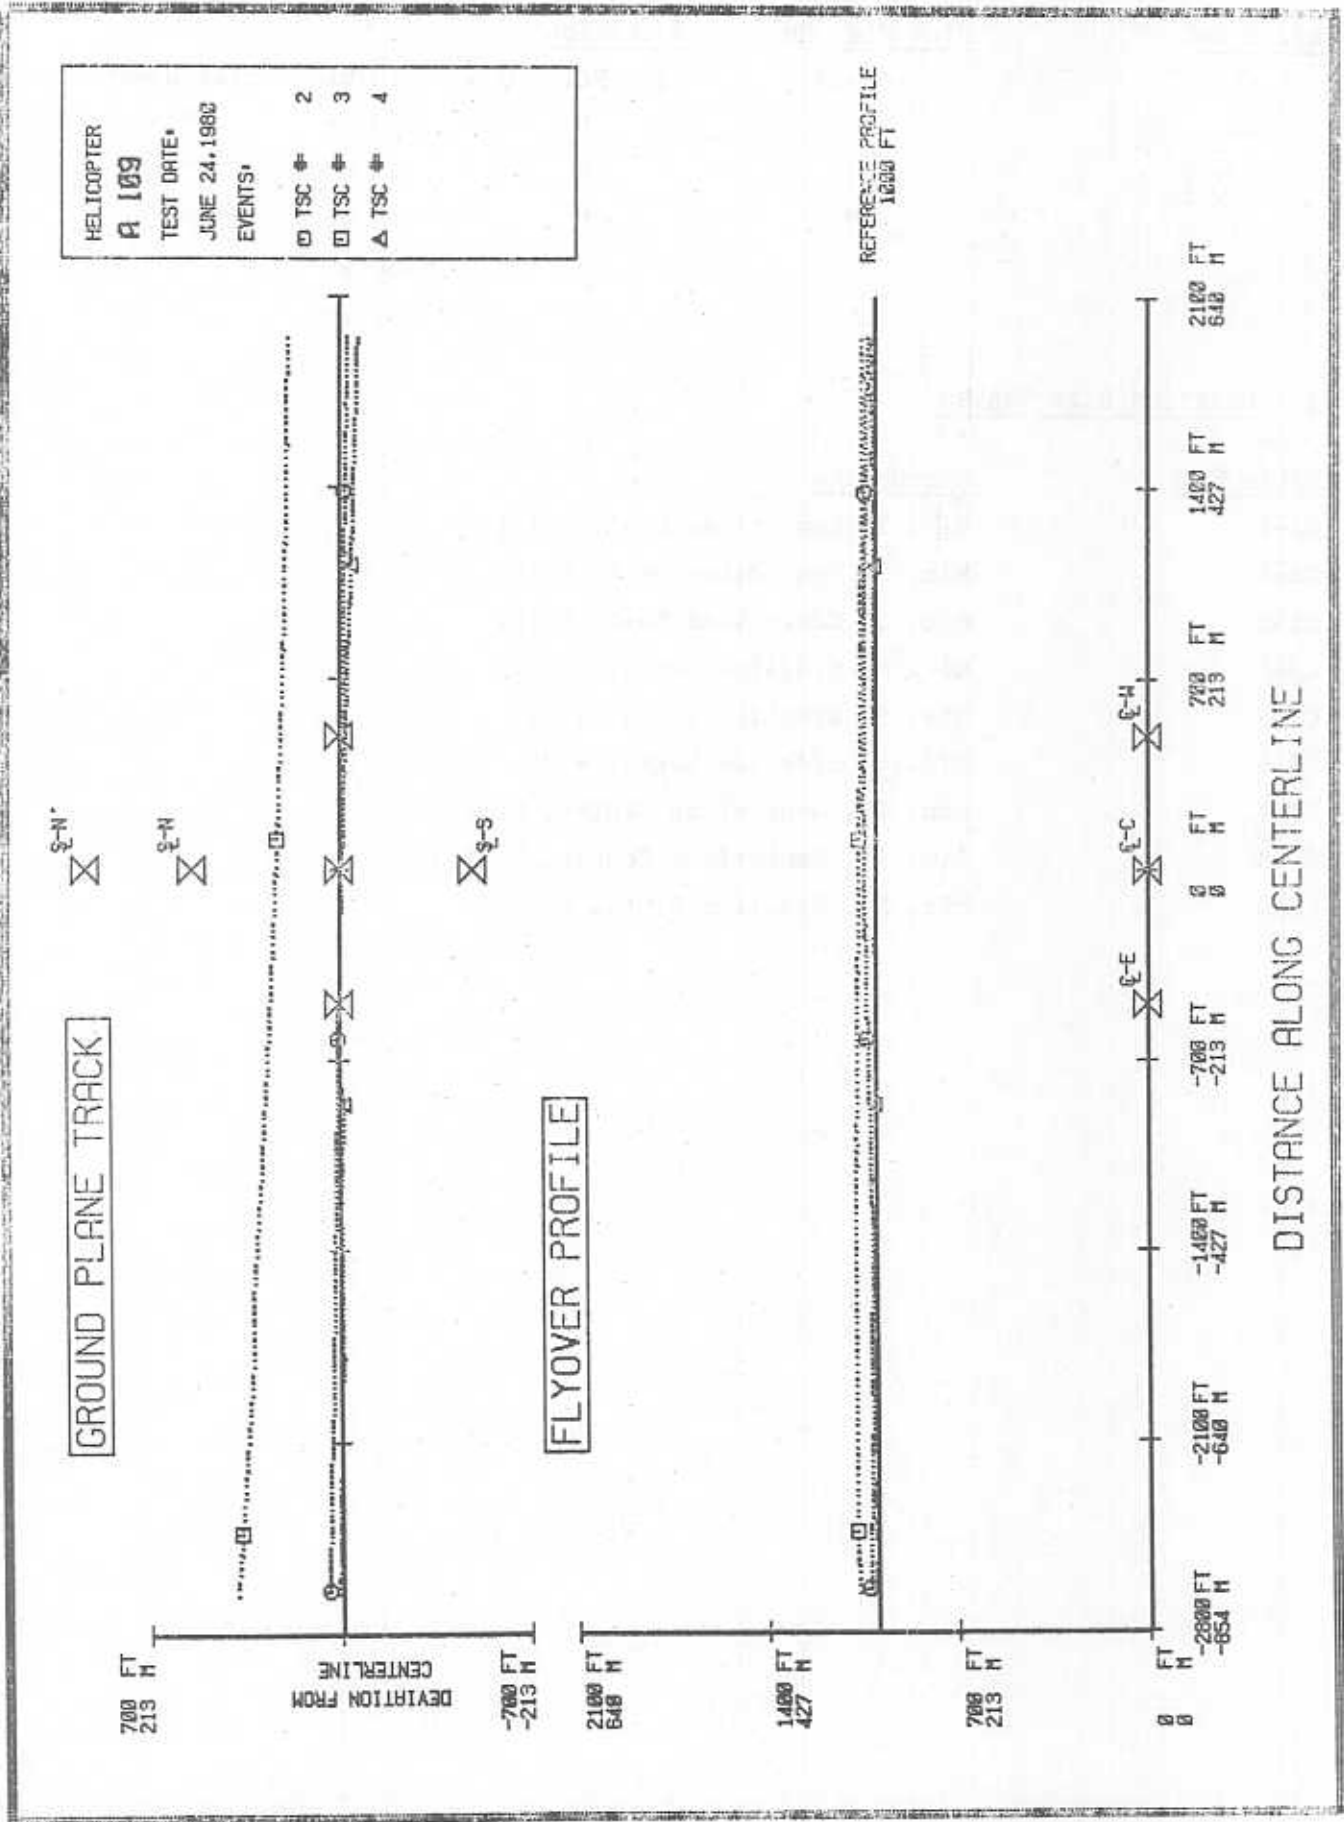 GROUND PLANE TRACK
HELICOPTER
A 109
TEST DATE:
JUNE 24,1980
EVENTS:
TSC # 2
TSC # 3
TSC # 4
700 FT
213 M
DEVIATION FROM
CENTERLINE
-700 FT
-213 M
℄-N'
℄-N
℄-S
FLYOVER PROFILE
2100 FT
640 M
1400 FT
427 M
700 FT
213 M
0 FT
0 M
REFERENCE PROFILE
1000 FT
℄-E
℄-C
℄-W
-2800 FT
-854 M
-2100 FT
-640 M
-1400 FT
-427 M
-700 FT
-213 M
0 FT
0 M
700 FT
213 M
1400 FT
427 M
2100 FT
640 M
DISTANCE ALONG CENTERLINE